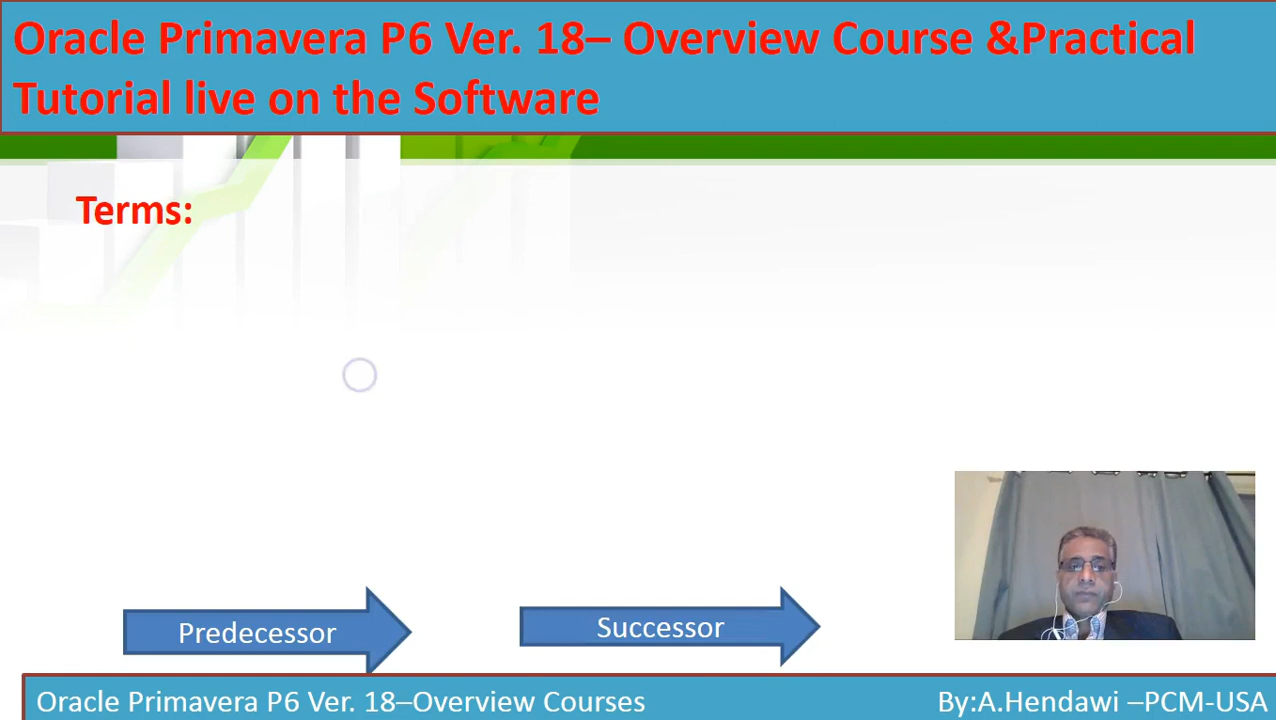 Oracle Primavera P6 Ver. 18– Overview Course &Practical
Tutorial live on the Software
Terms:
Predecessor
Successor
Oracle Primavera P6 Ver. 18–Overview Courses
By:A.Hendawi –PCM-USA